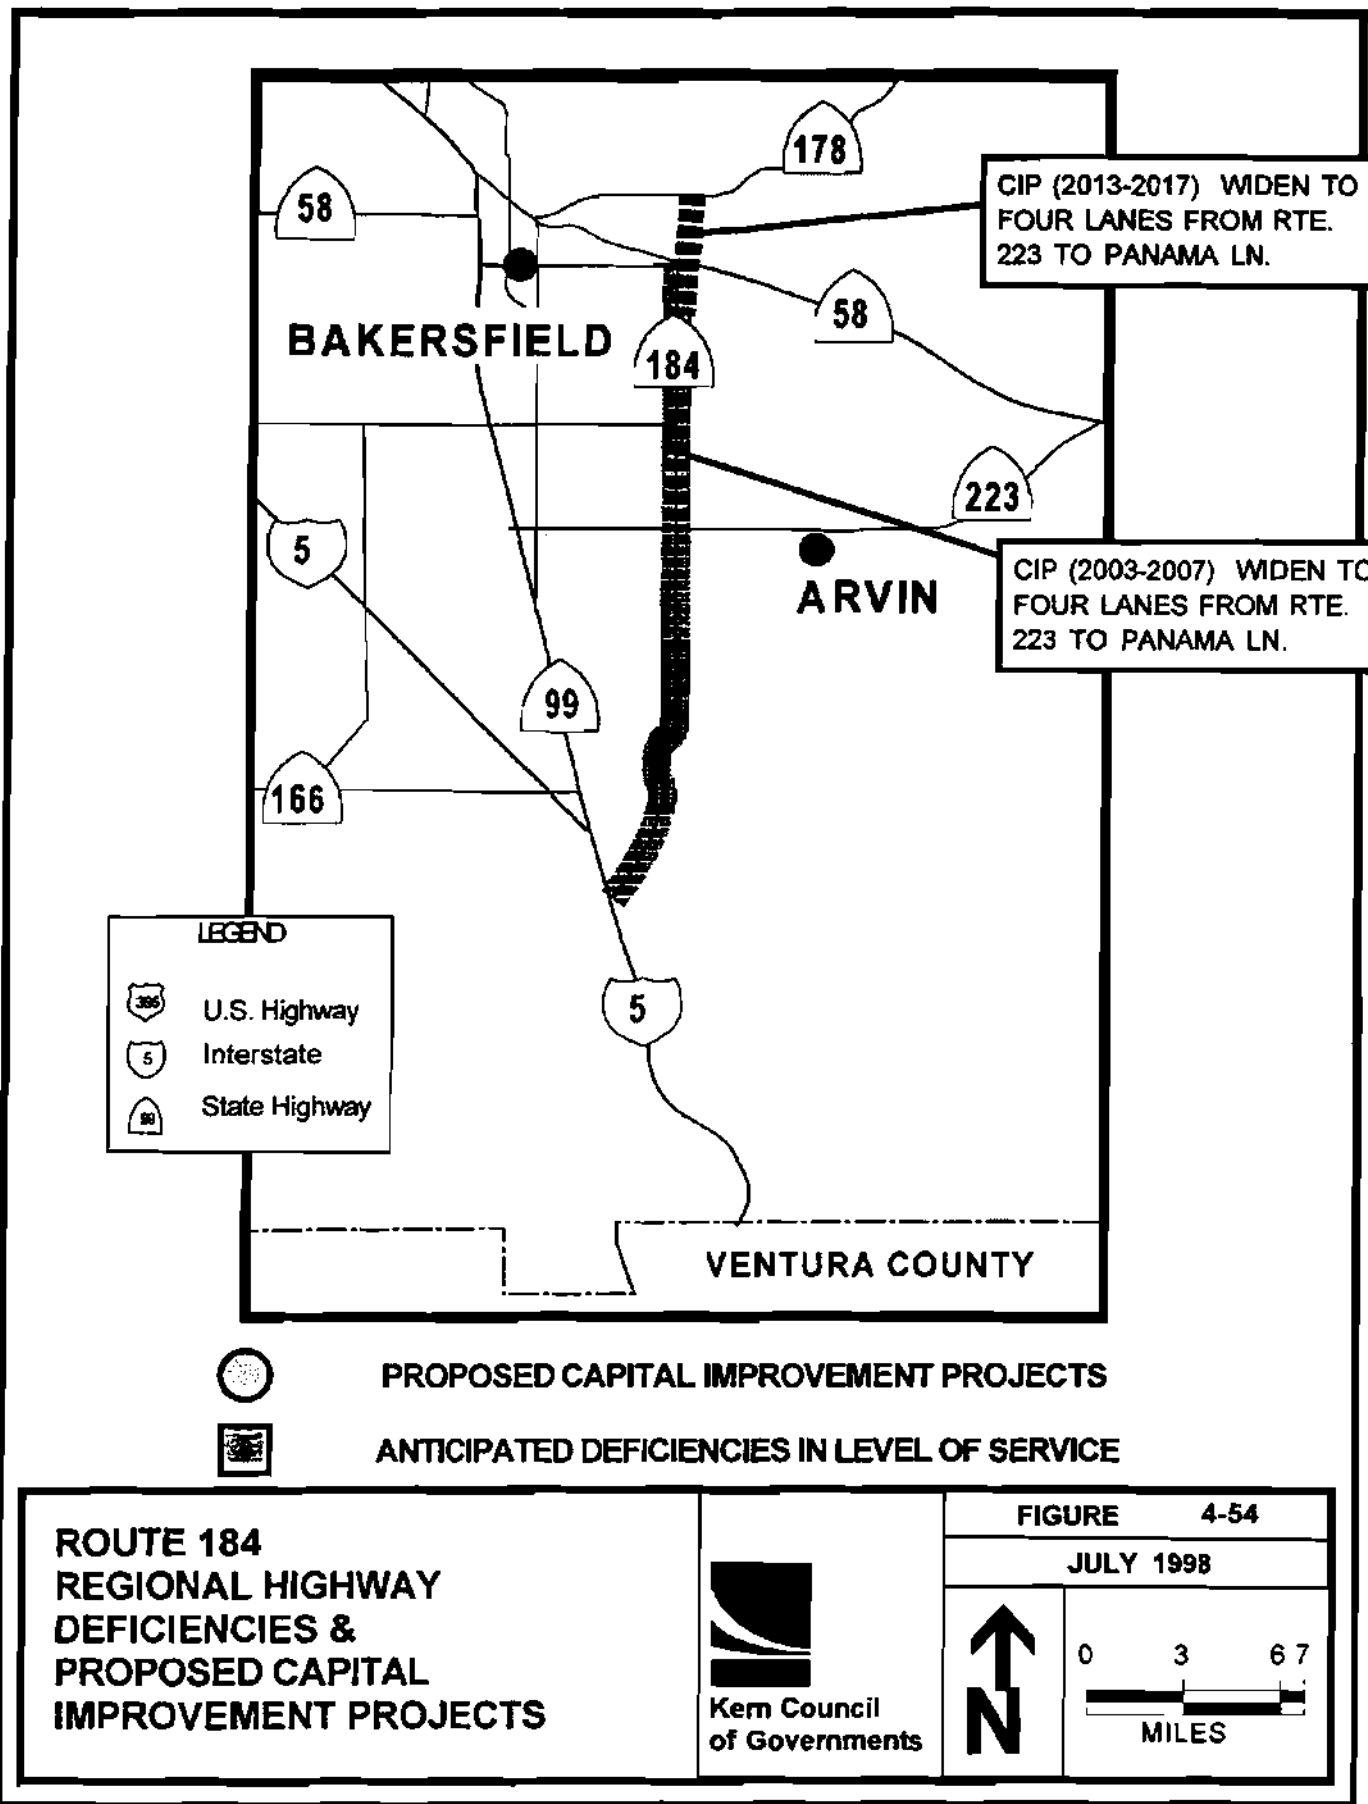 178
58
CIP (2013-2017) WIDEN TO
FOUR LANES FROM RTE.
223 TO PANAMA LN.
58
BAKERSFIELD
184
223
5
CIP (2003-2007) WIDEN TO
FOUR LANES FROM RTE.
223 TO PANAMA LN.
ARVIN
99
166
LEGEND
395 U.S. Highway
5 Interstate
99 State Highway
5
VENTURA COUNTY
PROPOSED CAPITAL IMPROVEMENT PROJECTS
ANTICIPATED DEFICIENCIES IN LEVEL OF SERVICE
ROUTE 184
REGIONAL HIGHWAY
DEFICIENCIES &
PROPOSED CAPITAL
IMPROVEMENT PROJECTS
Kern Council
of Governments
FIGURE 4-54
JULY 1998
N
0 3 6 7
MILES